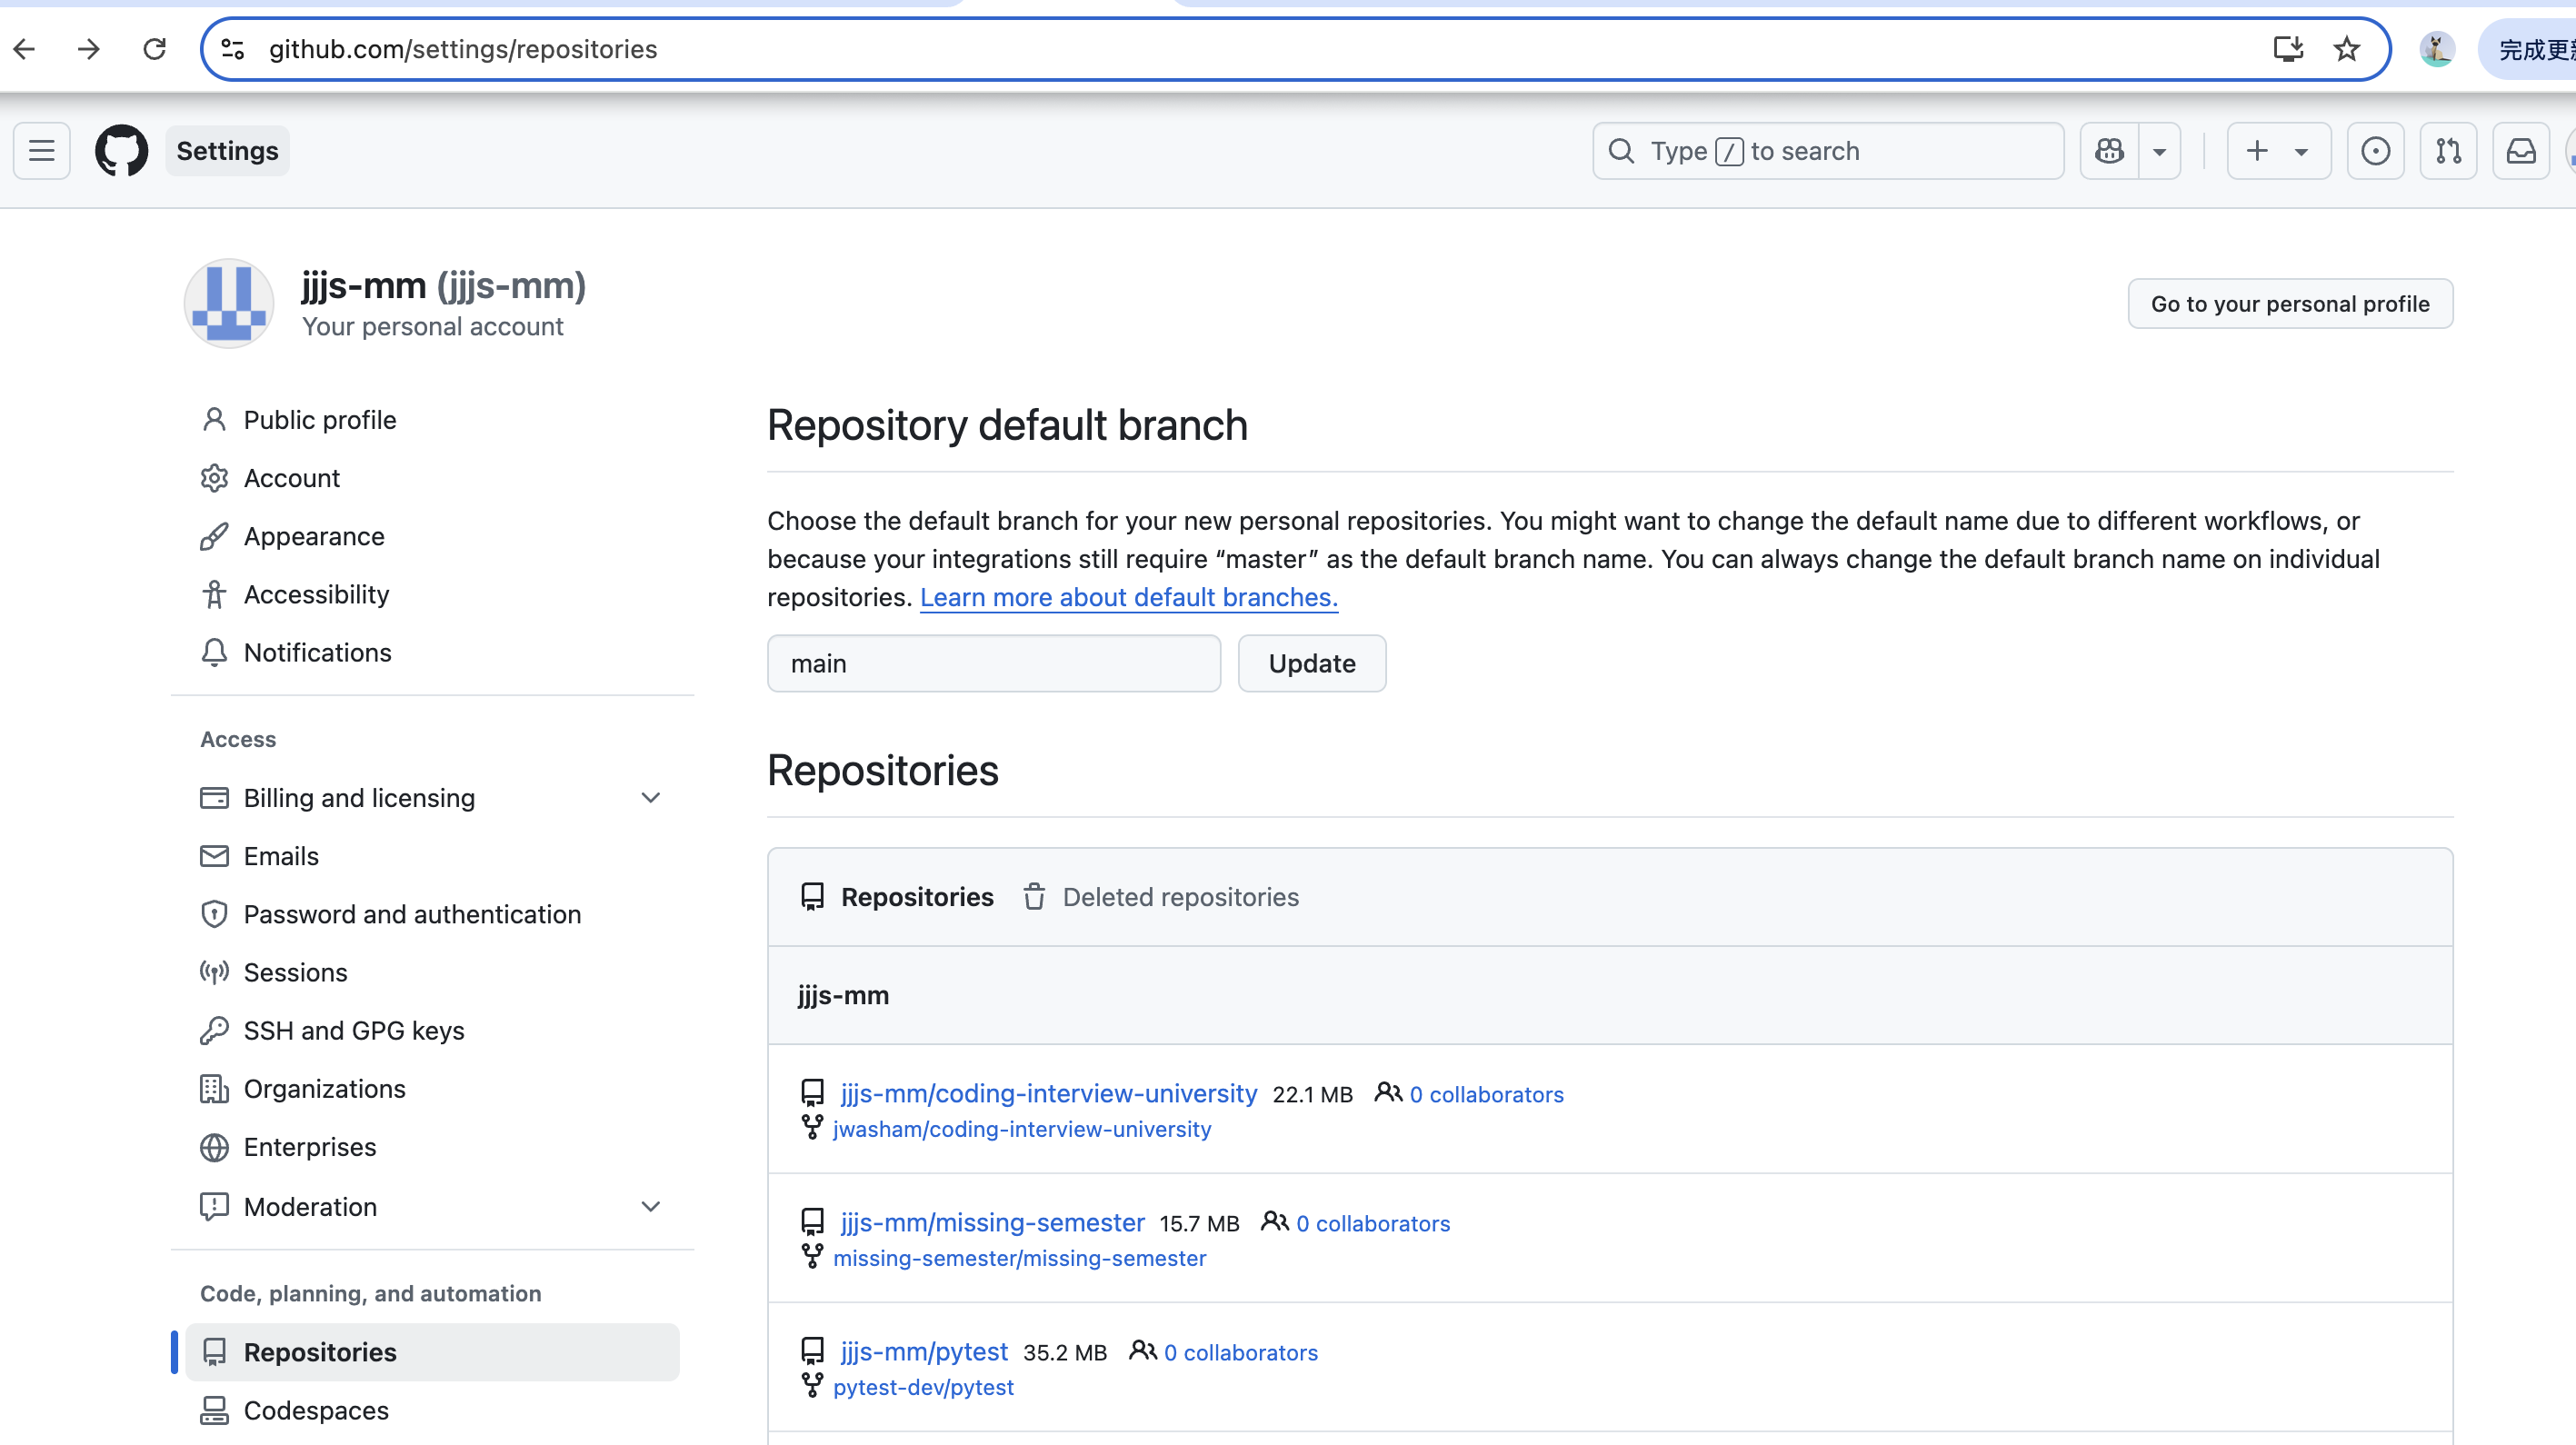 github.com/settings/repositories
完成更新
Settings
Type / to search
jjjs-mm (jjjs-mm)
Your personal account
Go to your personal profile
Public profile
Account
Appearance
Accessibility
Notifications
Access
Billing and licensing
Emails
Password and authentication
Sessions
SSH and GPG keys
Organizations
Enterprises
Moderation
Code, planning, and automation
Repositories
Codespaces
Repository default branch
Choose the default branch for your new personal repositories. You might want to change the default name due to different workflows, or
because your integrations still require “master” as the default branch name. You can always change the default branch name on individual
repositories. Learn more about default branches.
main
Update
Repositories
Repositories
Deleted repositories
jjjs-mm
jjjs-mm/coding-interview-university 22.1 MB 0 collaborators
jwasham/coding-interview-university
jjjs-mm/missing-semester 15.7 MB 0 collaborators
missing-semester/missing-semester
jjjs-mm/pytest 35.2 MB 0 collaborators
pytest-dev/pytest